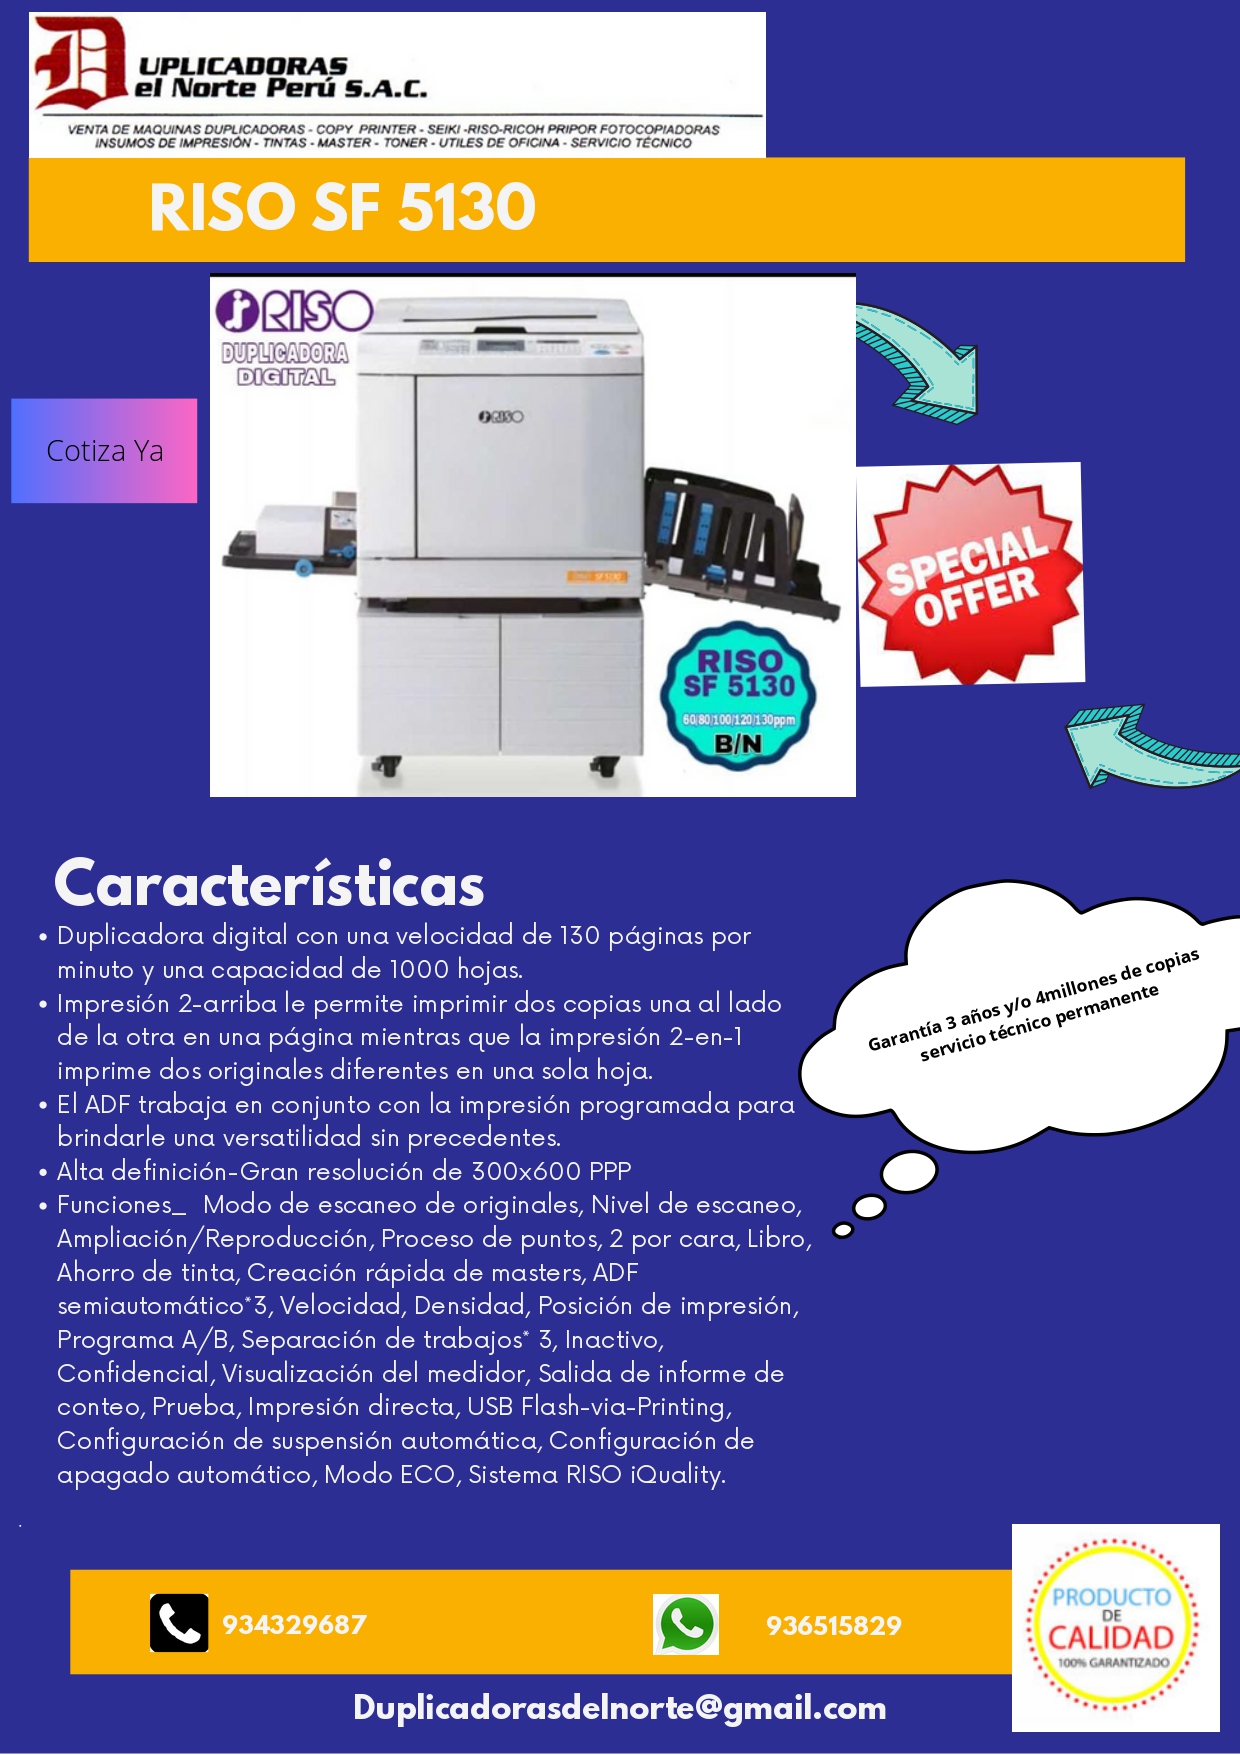 DUPLICADORAS
el Norte Perú S.A.C.
VENTA DE MAQUINAS DUPLICADORAS - COPY PRINTER - SEIKI -RISO-RICOH PRIPOR FOTOCOPIADORAS
INSUMOS DE IMPRESIÓN - TINTAS - MASTER - TONER - UTILES DE OFICINA - SERVICIO TÉCNICO
RISO SF 5130
RISO
DUPLICADORA
DIGITAL
RISO
SF 5130
Cotiza Ya
SPECIAL
OFFER
RISO
SF 5130
60/80/100/120/130ppm
B/N
Características
• Duplicadora digital con una velocidad de 130 páginas por
minuto y una capacidad de 1000 hojas.
• Impresión 2-arriba le permite imprimir dos copias una al lado
de la otra en una página mientras que la impresión 2-en-1
imprime dos originales diferentes en una sola hoja.
• El ADF trabaja en conjunto con la impresión programada para
brindarle una versatilidad sin precedentes.
• Alta definición-Gran resolución de 300x600 PPP
• Funciones_ Modo de escaneo de originales, Nivel de escaneo,
Ampliación/Reproducción, Proceso de puntos, 2 por cara, Libro,
Ahorro de tinta, Creación rápida de masters, ADF
semiautomático*3, Velocidad, Densidad, Posición de impresión,
Programa A/B, Separación de trabajos* 3, Inactivo,
Confidencial, Visualización del medidor, Salida de informe de
conteo, Prueba, Impresión directa, USB Flash-via-Printing,
Configuración de suspensión automática, Configuración de
apagado automático, Modo ECO, Sistema RISO iQuality.
Garantía 3 años y/o 4millones de copias
servicio técnico permanente
934329687
936515829
PRODUCTO
DE
CALIDAD
100% GARANTIZADO
Duplicadorasdelnorte@gmail.com